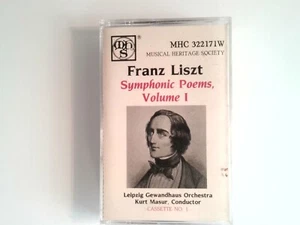 MHS
MHC 322171W
MUSICAL HERITAGE SOCIETY
Franz Liszt
Symphonic Poems,
Volume I
Leipzig Gewandhaus Orchestra
Kurt Masur, Conductor
CASSETTE NO. 1